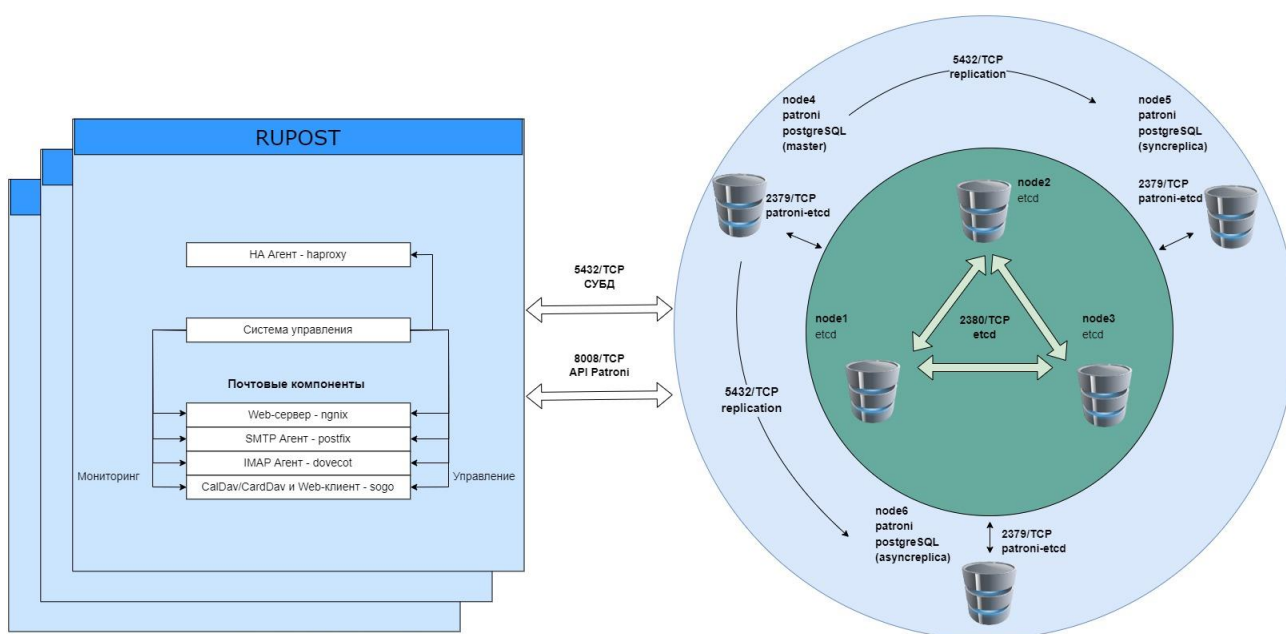 RUPOST
НА Агент - haproxy
Система управления
Почтовые компоненты
Web-сервер - ngnix
SMTP Агент - postfix
IMAP Агент - dovecot
CalDav/CardDav и Web-клиент - sogo
Мониторинг
Управление
5432/TCP
СУБД
8008/TCP
API Patroni
5432/TCP
replication
node4
patroni
postgreSQL
(master)
node5
patroni
postgreSQL
(syncreplica)
2379/TCP
patroni-etcd
2379/TCP
patroni-etcd
node2
etcd
node1
etcd
2380/TCP
etcd
node3
etcd
5432/TCP
replication
node6
patroni
postgreSQL
(asyncreplica)
2379/TCP
patroni-etcd